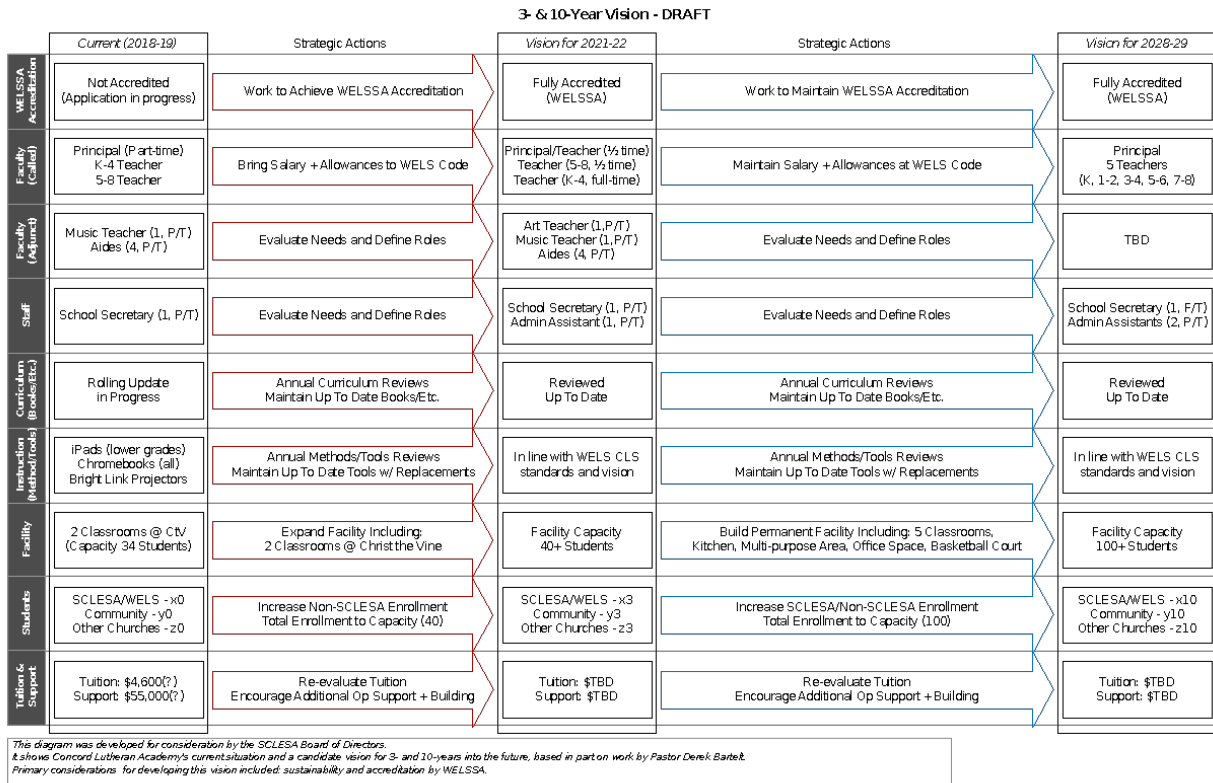 3- & 10-Year Vision - DRAFT
Current (2018-19)
Strategic Actions
Vision for 2021-22
Strategic Actions
Vision for 2028-29
WELSSA
Accreditation
Not Accredited
(Application in progress)
Work to Achieve WELSSA Accreditation
Fully Accredited
(WELSSA)
Work to Maintain WELSSA Accreditation
Fully Accredited
(WELSSA)
Faculty
(Called)
Principal (Part-time)
K-4 Teacher
5-8 Teacher
Bring Salary + Allowances to WELS Code
Principal/Teacher (½ time)
Teacher (5-8, ½ time)
Teacher (K-4, full-time)
Maintain Salary + Allowances at WELS Code
Principal
5 Teachers
(K, 1-2, 3-4, 5-6, 7-8)
Faculty
(Adjunct)
Music Teacher (1, P/T)
Aides (4, P/T)
Evaluate Needs and Define Roles
Art Teacher (1,P/T)
Music Teacher (1,P/T)
Aides (4, P/T)
Evaluate Needs and Define Roles
TBD
Staff
School Secretary (1, P/T)
Evaluate Needs and Define Roles
School Secretary (1, P/T)
Admin Assistant (1, P/T)
Evaluate Needs and Define Roles
School Secretary (1, F/T)
Admin Assistants (2, P/T)
Curriculum
(Books/Etc.)
Rolling Update
in Progress
Annual Curriculum Reviews
Maintain Up To Date Books/Etc.
Reviewed
Up To Date
Annual Curriculum Reviews
Maintain Up To Date Books/Etc.
Reviewed
Up To Date
Instruction
(Method/Tools)
iPads (lower grades)
Chromebooks (all)
Bright Link Projectors
Annual Methods/Tools Reviews
Maintain Up To Date Tools w/ Replacements
In line with WELS CLS
standards and vision
Annual Methods/Tools Reviews
Maintain Up To Date Tools w/ Replacements
In line with WELS CLS
standards and vision
Facility
2 Classrooms @ CtV
(Capacity 34 Students)
Expand Facility Including:
2 Classrooms @ Christ the Vine
Facility Capacity
40+ Students
Build Permanent Facility Including: 5 Classrooms,
Kitchen, Multi-purpose Area, Office Space, Basketball Court
Facility Capacity
100+ Students
Students
SCLESA/WELS - x0
Community - y0
Other Churches - z0
Increase Non-SCLESA Enrollment
Total Enrollment to Capacity (40)
SCLESA/WELS - x3
Community - y3
Other Churches - z3
Increase SCLESA/Non-SCLESA Enrollment
Total Enrollment to Capacity (100)
SCLESA/WELS - x10
Community - y10
Other Churches - z10
Tuition &
Support
Tuition: $4,600(?)
Support: $55,000(?)
Re-evaluate Tuition
Encourage Additional Op Support + Building
Tuition: $TBD
Support: $TBD
Re-evaluate Tuition
Encourage Additional Op Support + Building
Tuition: $TBD
Support: $TBD
This diagram was developed for consideration by the SCLESA Board of Directors.
It shows Concord Lutheran Academy's current situation and a candidate vision for 3- and 10-years into the future, based in part on work by Pastor Derek Bartelt.
Primary considerations for developing this vision included: sustainability and accreditation by WELSSA.